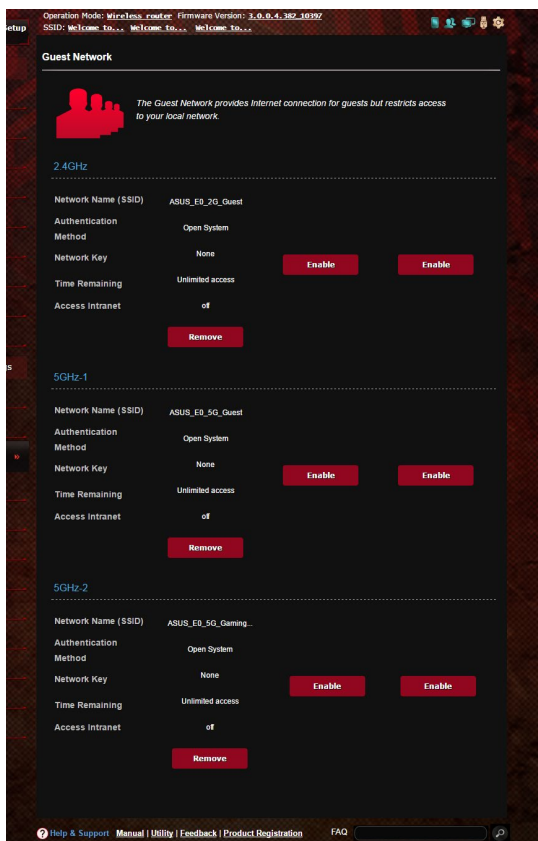 Operation Mode: Wireless router Firmware Version: 3.0.0.4.382_10397
Setup SSID: Welcome to... Welcome to... Welcome to...
Guest Network
The Guest Network provides Internet connection for guests but restricts access
to your local network.
2.4GHz
Network Name (SSID) ASUS_E0_2G_Guest
Authentication
Method Open System
Network Key None
Enable Enable
Time Remaining Unlimited access
Access Intranet off
Remove
5GHz-1
Network Name (SSID) ASUS_E0_5G_Guest
Authentication
Method Open System
Network Key None
Enable Enable
Time Remaining Unlimited access
Access Intranet off
Remove
5GHz-2
Network Name (SSID) ASUS_E0_5G_Gaming...
Authentication
Method Open System
Network Key None
Enable Enable
Time Remaining Unlimited access
Access Intranet off
Remove
? Help & Support Manual | Utility | Feedback | Product Registration FAQ